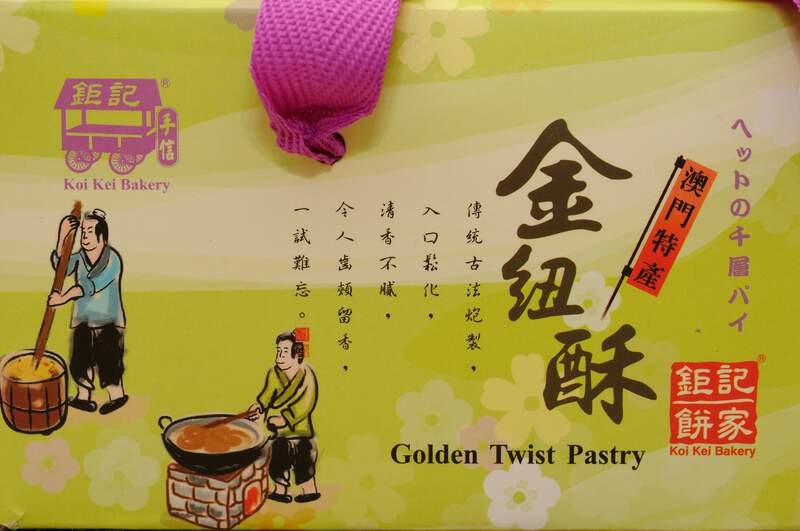 鉅記
手信
Koi Kei Bakery
ヘットの千層パイ
澳門特產
金纽酥
傳統古法炮製，
入口鬆化，
清香不膩，
令人齒頰留香，
一試難忘。
Golden Twist Pastry
鉅記
餅家
Koi Kei Bakery